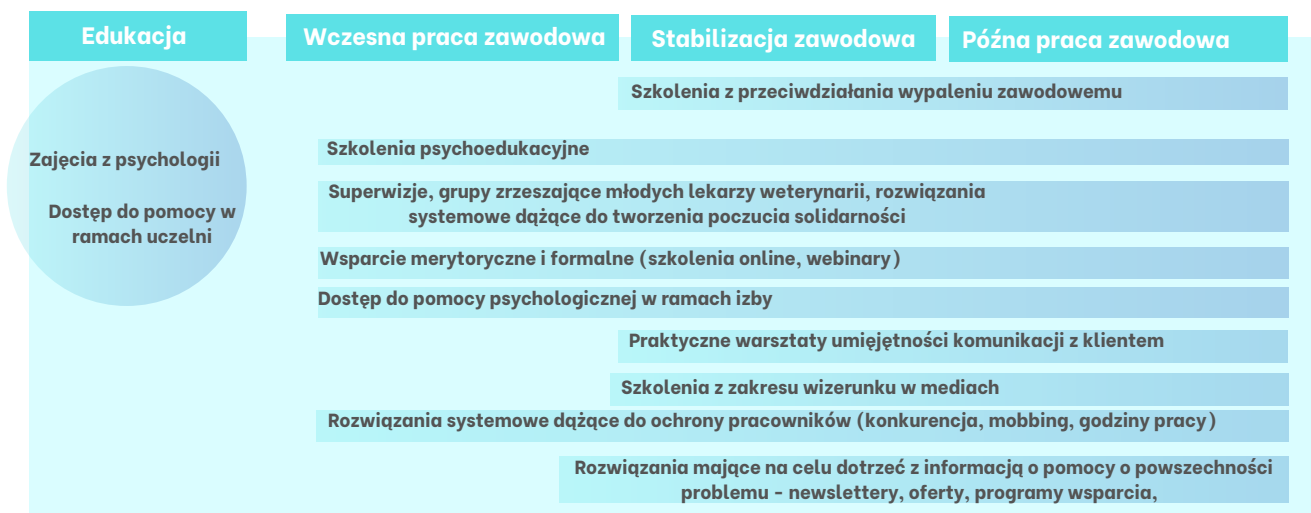 Edukacja
Wczesna praca zawodowa
Stabilizacja zawodowa
Późna praca zawodowa
Szkolenia z przeciwdziałania wypaleniu zawodowemu
Zajęcia z psychologii
Dostęp do pomocy w
ramach uczelni
Szkolenia psychoedukacyjne
Superwizje, grupy zrzeszające młodych lekarzy weterynarii, rozwiązania
systemowe dążące do tworzenia poczucia solidarności
Wsparcie merytoryczne i formalne (szkolenia online, webinary)
Dostęp do pomocy psychologicznej w ramach izby
Praktyczne warsztaty umięjętności komunikacji z klientem
Szkolenia z zakresu wizerunku w mediach
Rozwiązania systemowe dążące do ochrony pracowników (konkurencja, mobbing, godziny pracy)
Rozwiązania mające na celu dotrzeć z informacją o pomocy o powszechności
problemu - newslettery, oferty, programy wsparcia,